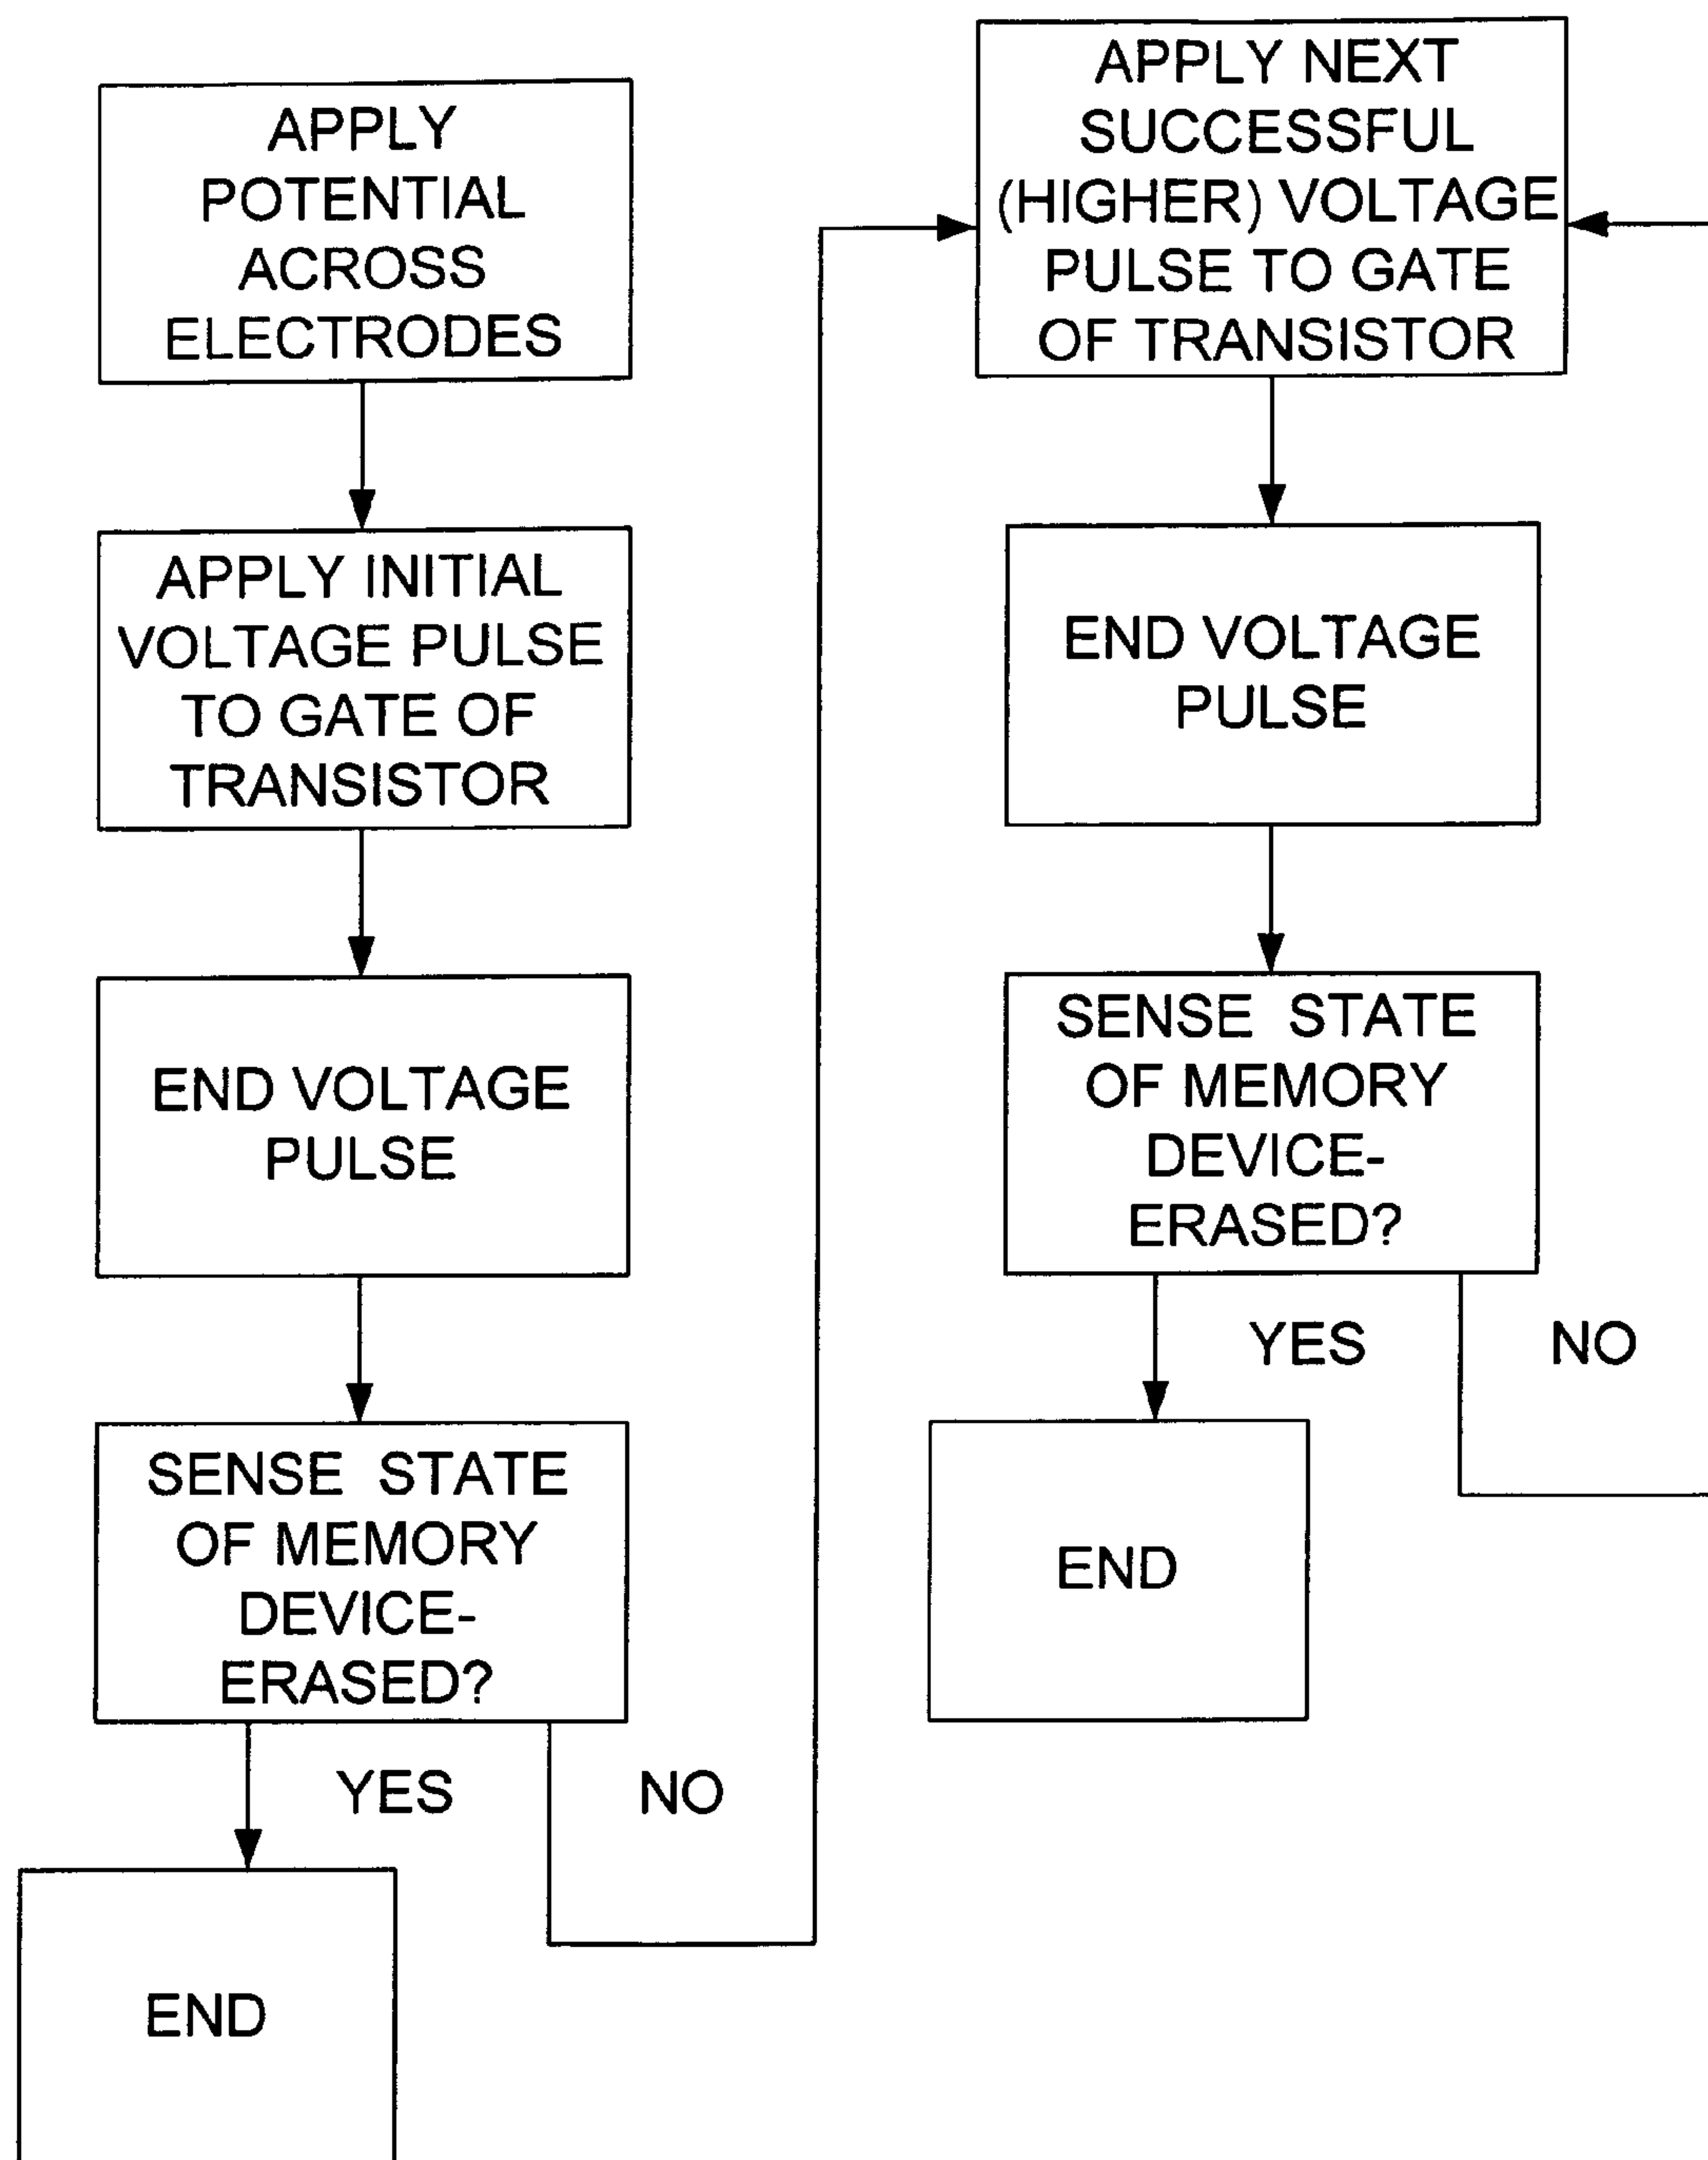 APPLY
POTENTIAL
ACROSS
ELECTRODES
APPLY INITIAL
VOLTAGE PULSE
TO GATE OF
TRANSISTOR
END VOLTAGE
PULSE
SENSE STATE
OF MEMORY
DEVICE-
ERASED?
YES
NO
END
APPLY NEXT
SUCCESSFUL
(HIGHER) VOLTAGE
PULSE TO GATE
OF TRANSISTOR
END VOLTAGE
PULSE
SENSE STATE
OF MEMORY
DEVICE-
ERASED?
YES
NO
END